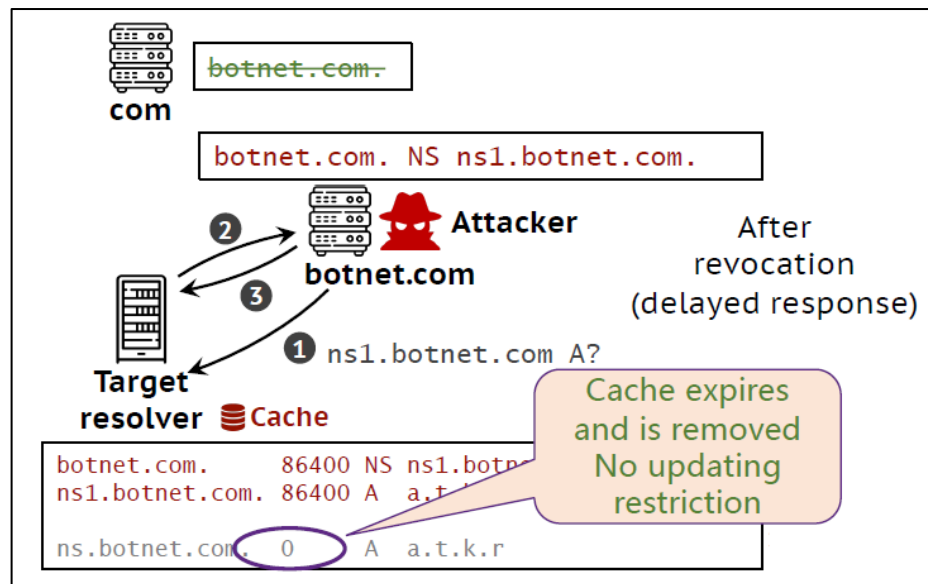 botnet.com.
com
botnet.com. NS ns1.botnet.com.
Attacker
botnet.com
2
3
1 ns1.botnet.com A?
After
revocation
(delayed response)
Target
resolver
Cache
Cache expires
and is removed
No updating
restriction
botnet.com. 86400 NS
ns1.botnet.com. 86400 A
ns.botnet.com. 0 A a.t.k.r